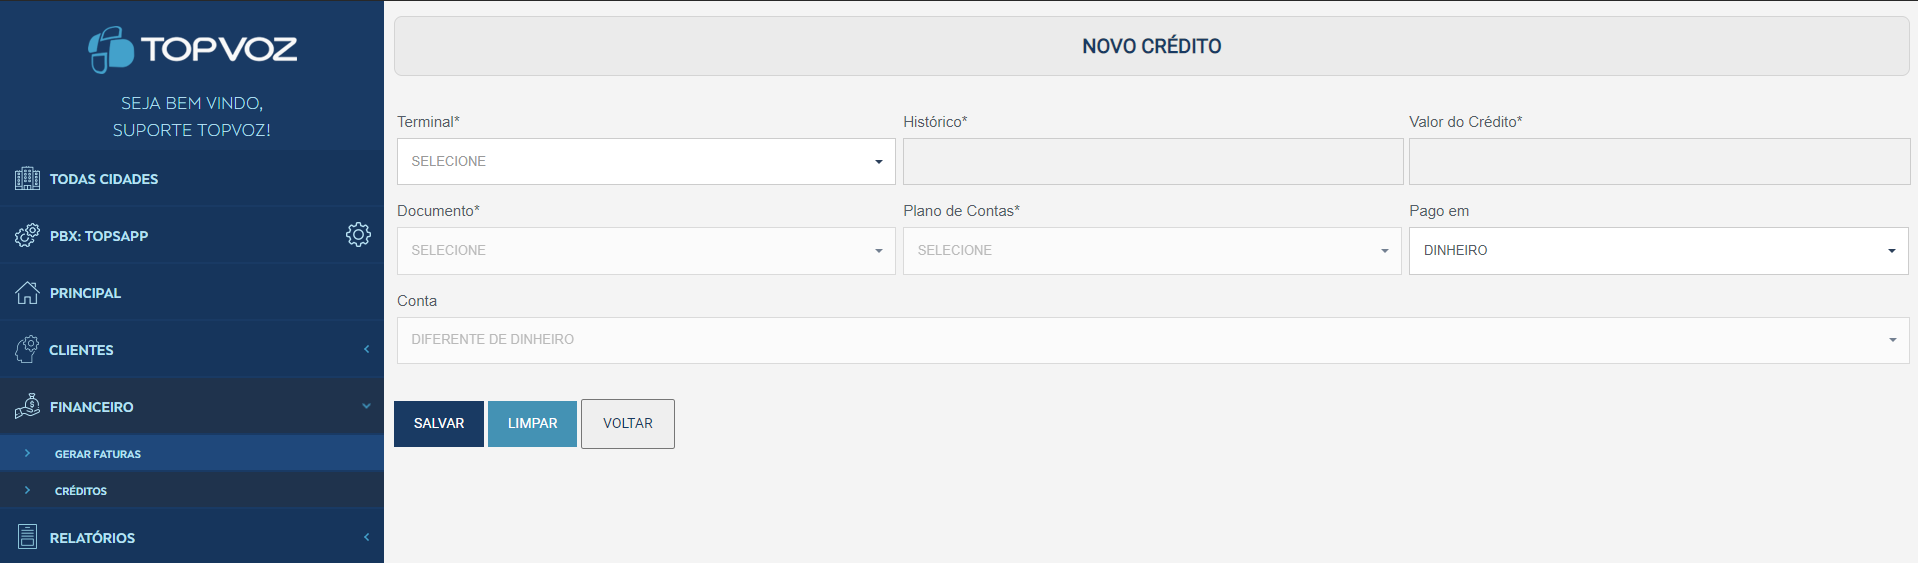 TOPVOZ
SEJA BEM VINDO,
SUPORTE TOPVOZ!
TODAS CIDADES
PBX: TOPSAPP
PRINCIPAL
CLIENTES
FINANCEIRO
GERAR FATURAS
CRÉDITOS
RELATÓRIOS
NOVO CRÉDITO
Terminal* Histórico* Valor do Crédito*
SELECIONE
Documento* Plano de Contas* Pago em
SELECIONE SELECIONE DINHEIRO
Conta
DIFERENTE DE DINHEIRO
SALVAR LIMPAR VOLTAR